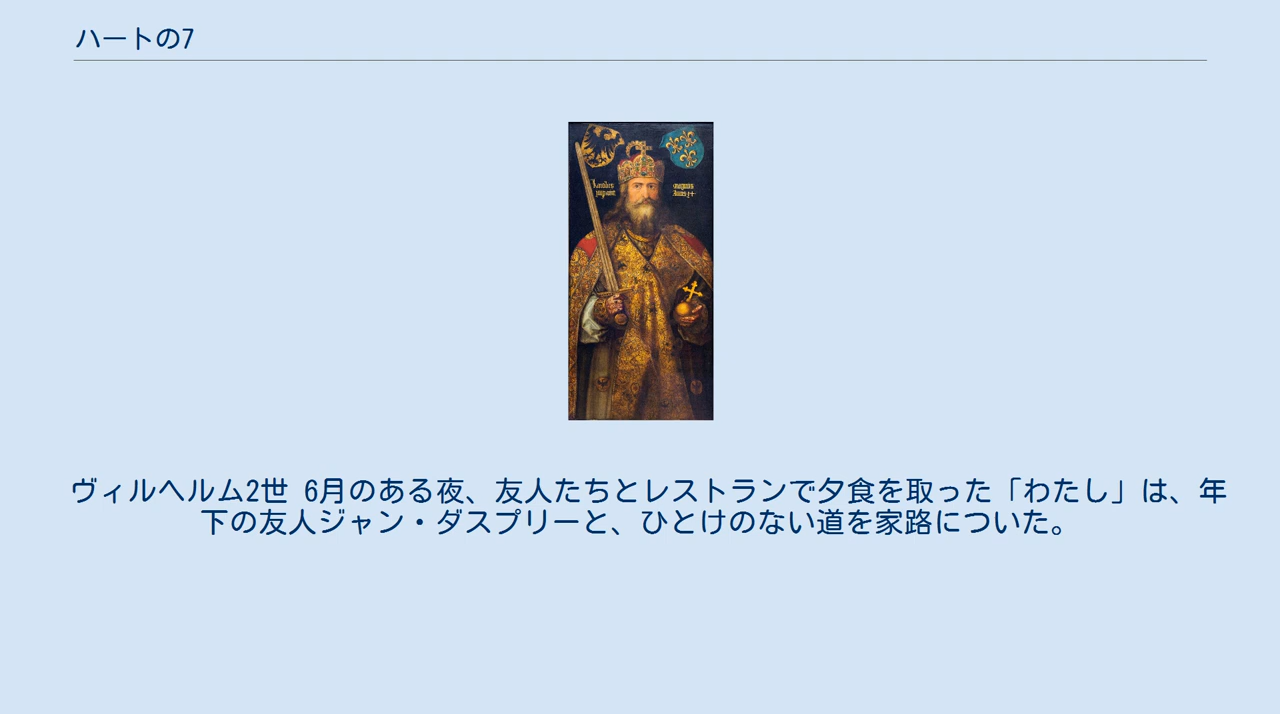 ハートの7
ヴィルヘルム2世 6月のある夜、友人たちとレストランで夕食を取った「わたし」は、年
下の友人ジャン・ダスプリーと、ひとけのない道を家路についた。